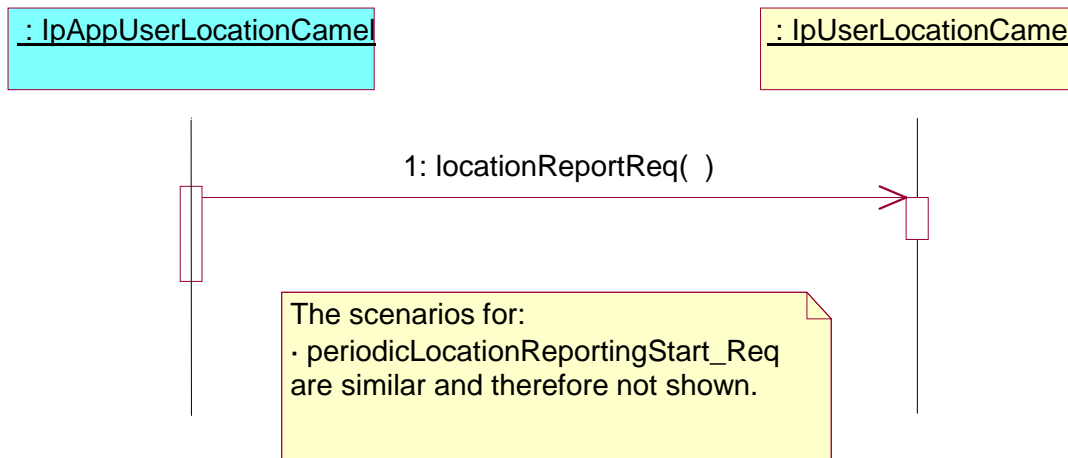 : IpAppUserLocationCamel
: IpUserLocationCame
1: locationReportReq( )
The scenarios for:
· periodicLocationReportingStart_Req
are similar and therefore not shown.